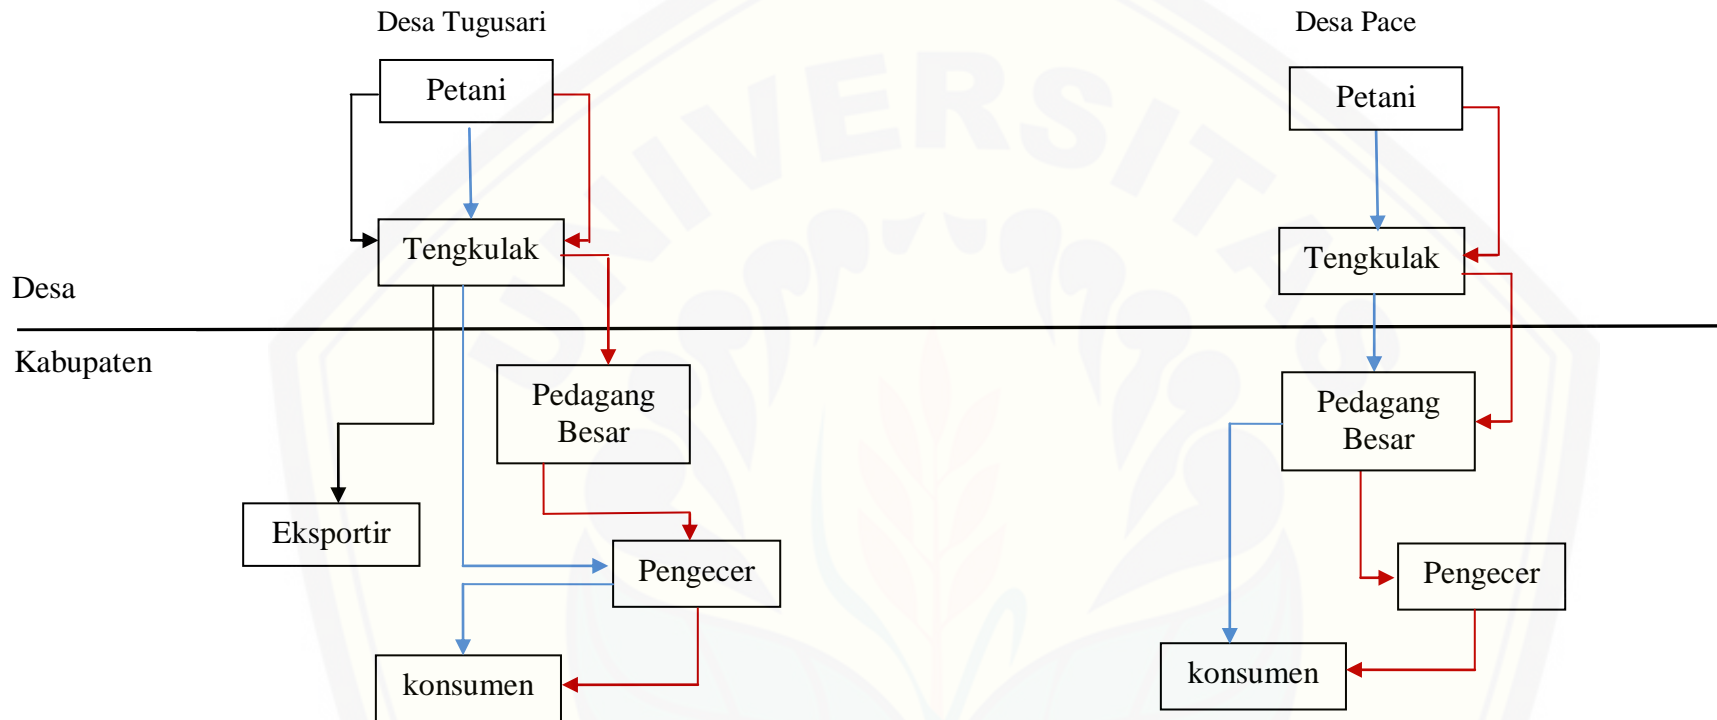 Desa Tugusari
Desa Pace
Petani
Petani
Tengkulak
Tengkulak
Desa
Kabupaten
Pedagang
Besar
Pedagang
Besar
Eksportir
Pengecer
Pengecer
konsumen
konsumen
UNIVERSITAS